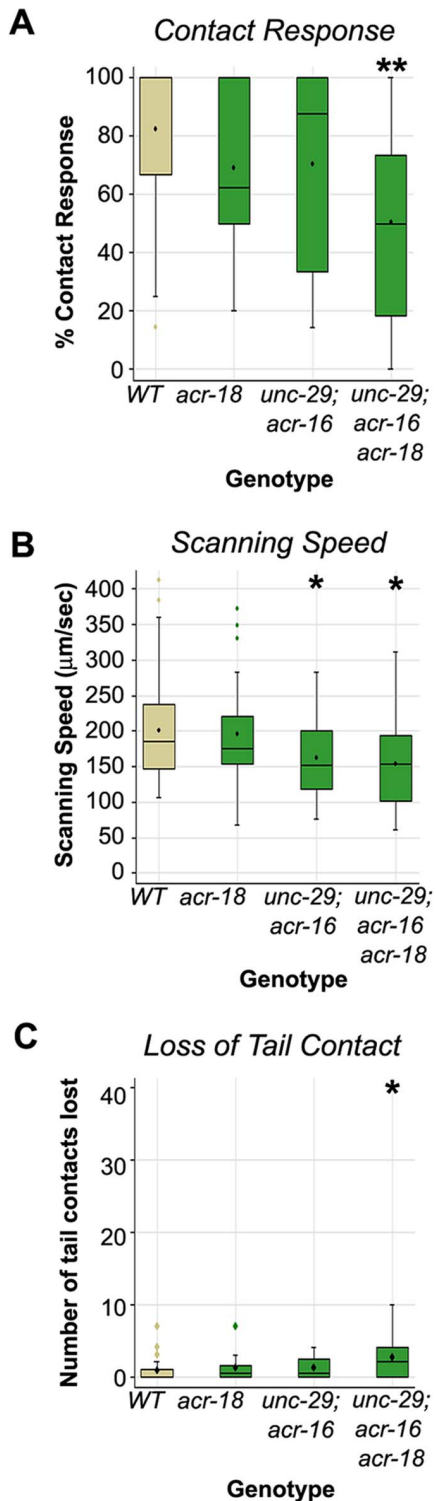 A
Contact Response
**
% Contact Response
100
80
60
40
20
0
WT acr-18 unc-29; unc-29;
acr-16 acr-16
acr-18
Genotype
B
Scanning Speed
* *
Scanning Speed (μm/sec)
400
350
300
250
200
150
100
50
0
WT acr-18 unc-29; unc-29;
acr-16 acr-16
acr-18
Genotype
C
Loss of Tail Contact
*
Number of tail contacts lost
40
30
20
10
0
WT acr-18 unc-29; unc-29;
acr-16 acr-16
acr-18
Genotype